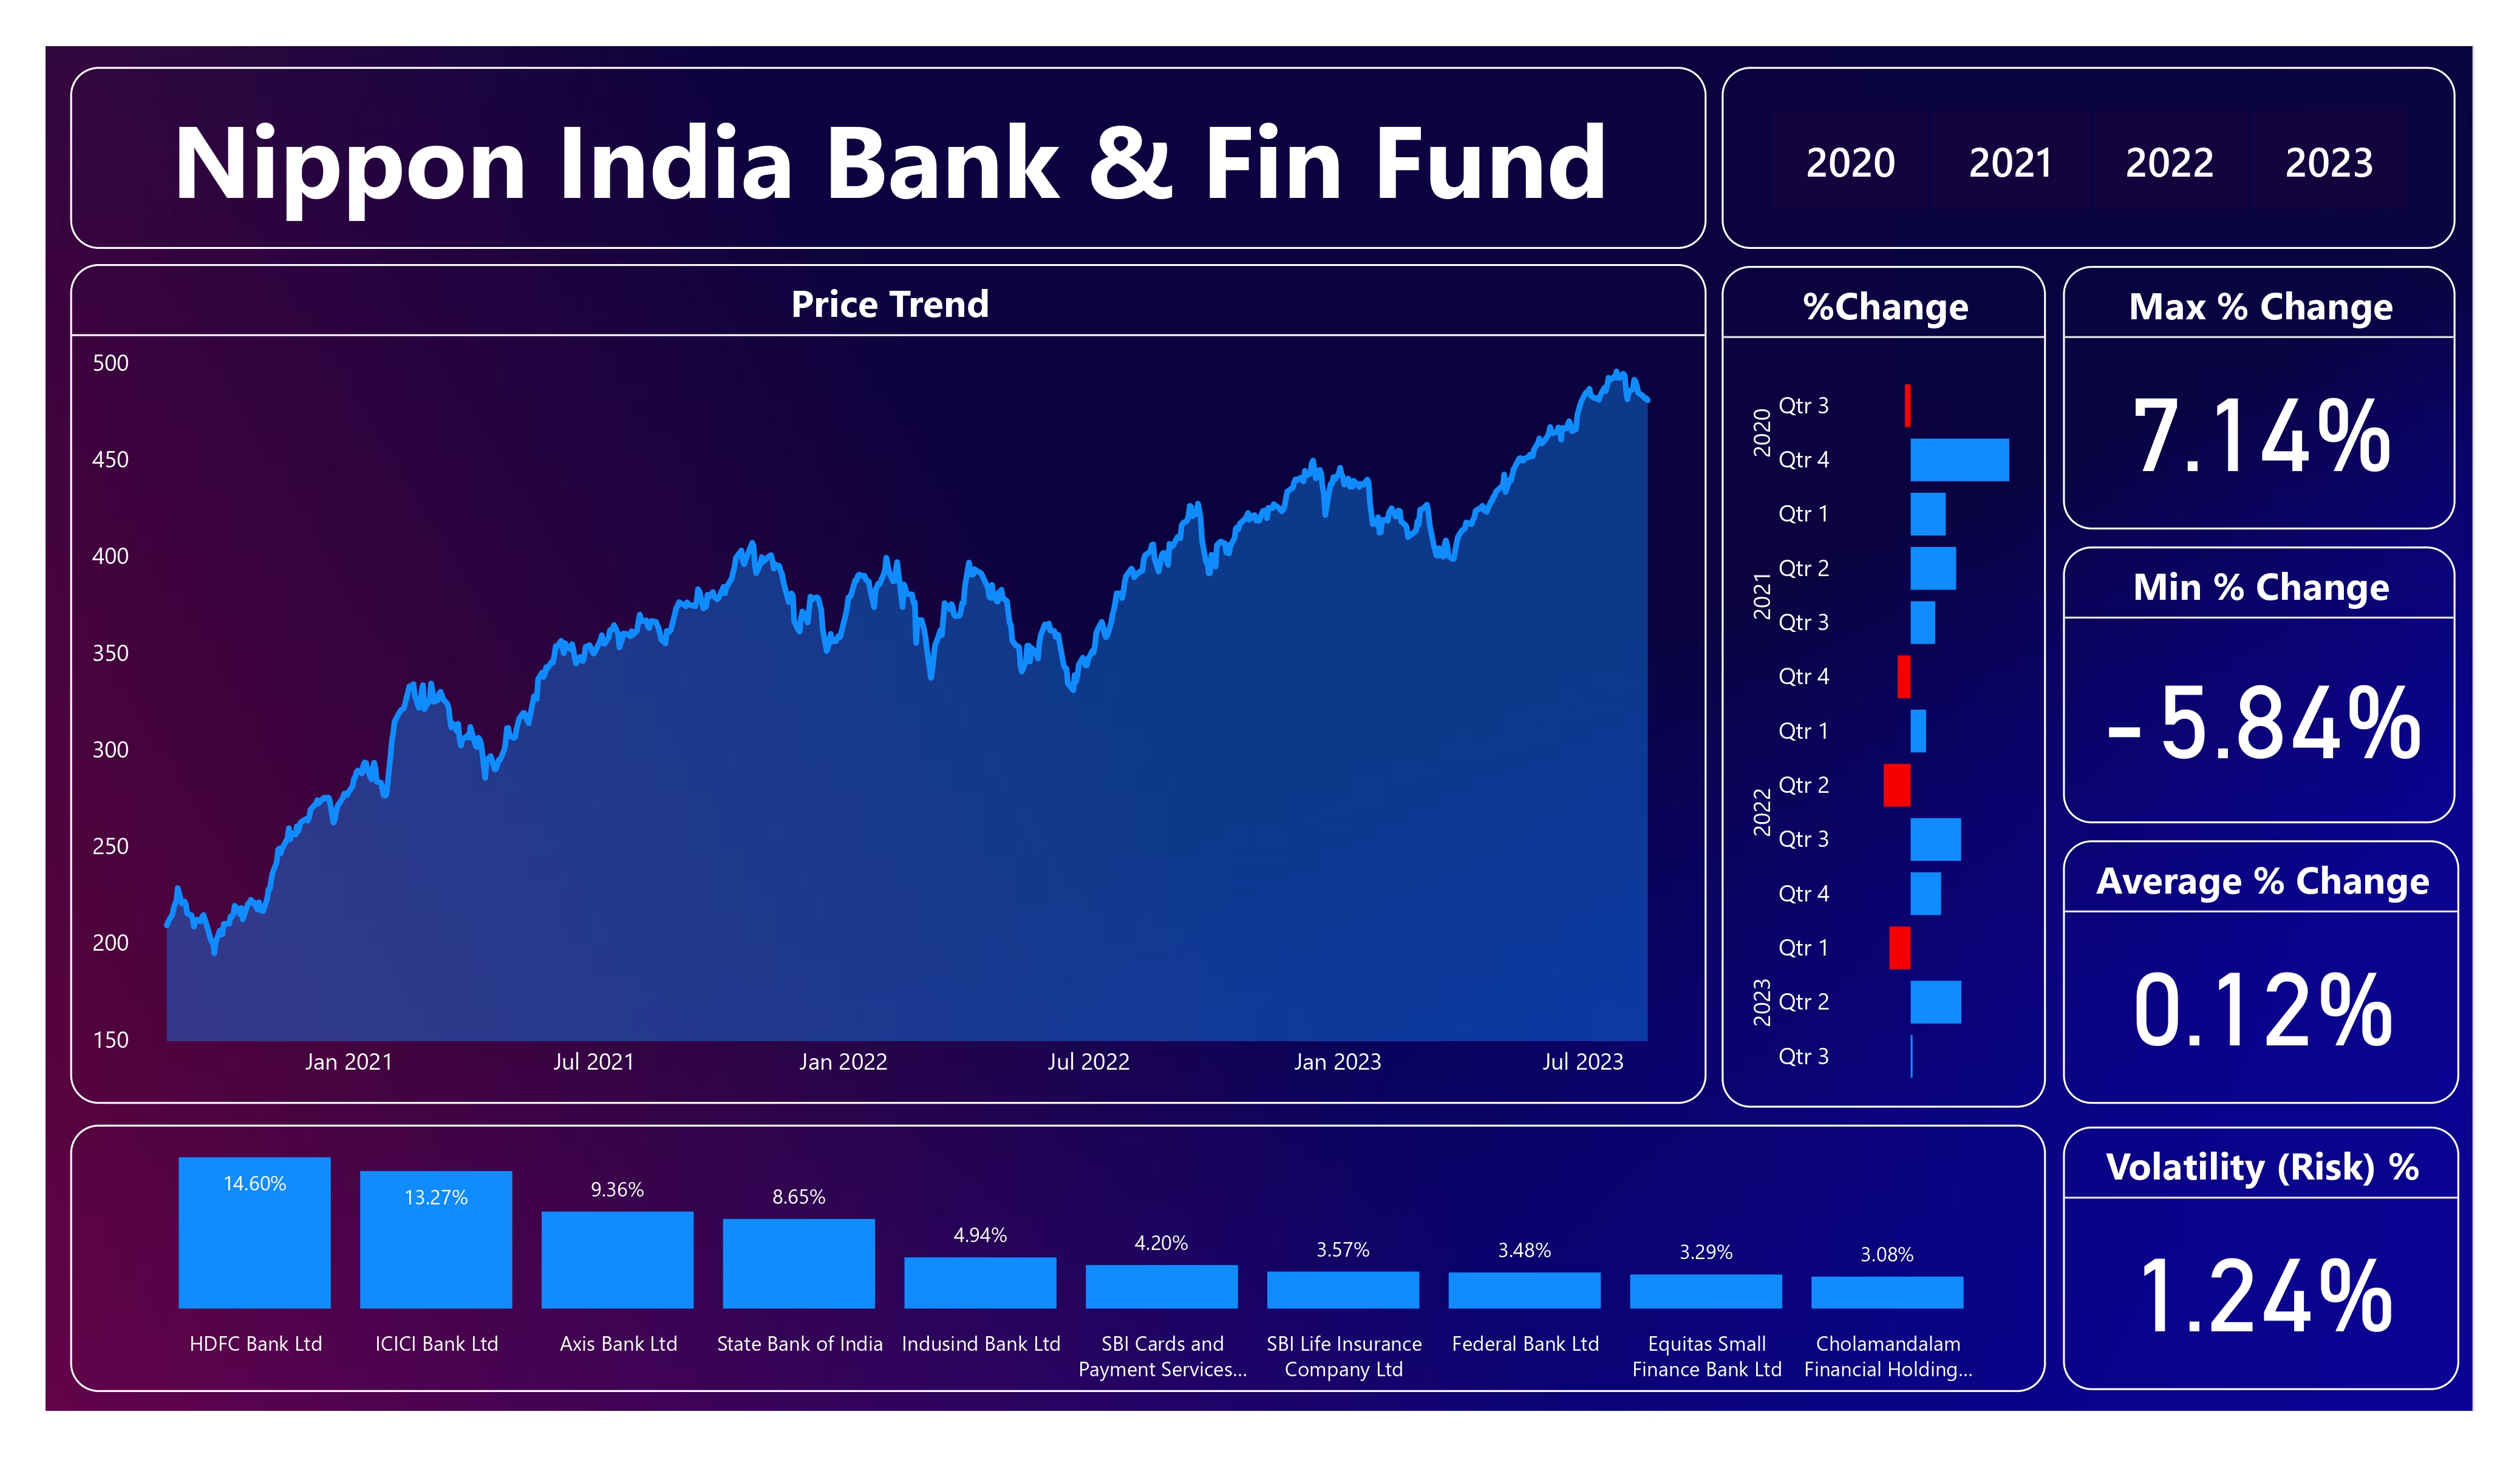 Nippon India Bank & Fin Fund
2020 2021 2022 2023
Price Trend
500
450
400
350
300
250
200
150
Jan 2021 Jul 2021 Jan 2022 Jul 2022 Jan 2023 Jul 2023
%Change
2020
Qtr 3
Qtr 4
2021
Qtr 1
Qtr 2
Qtr 3
Qtr 4
2022
Qtr 1
Qtr 2
Qtr 3
Qtr 4
2023
Qtr 1
Qtr 2
Qtr 3
Max % Change
7.14%
Min % Change
-5.84%
Average % Change
0.12%
14.60% 13.27% 9.36% 8.65% 4.94% 4.20% 3.57% 3.48% 3.29% 3.08%
HDFC Bank Ltd
ICICI Bank Ltd
Axis Bank Ltd
State Bank of India
Indusind Bank Ltd
SBI Cards and
Payment Services...
SBI Life Insurance
Company Ltd
Federal Bank Ltd
Equitas Small
Finance Bank Ltd
Cholamandalam
Financial Holding...
Volatility (Risk) %
1.24%